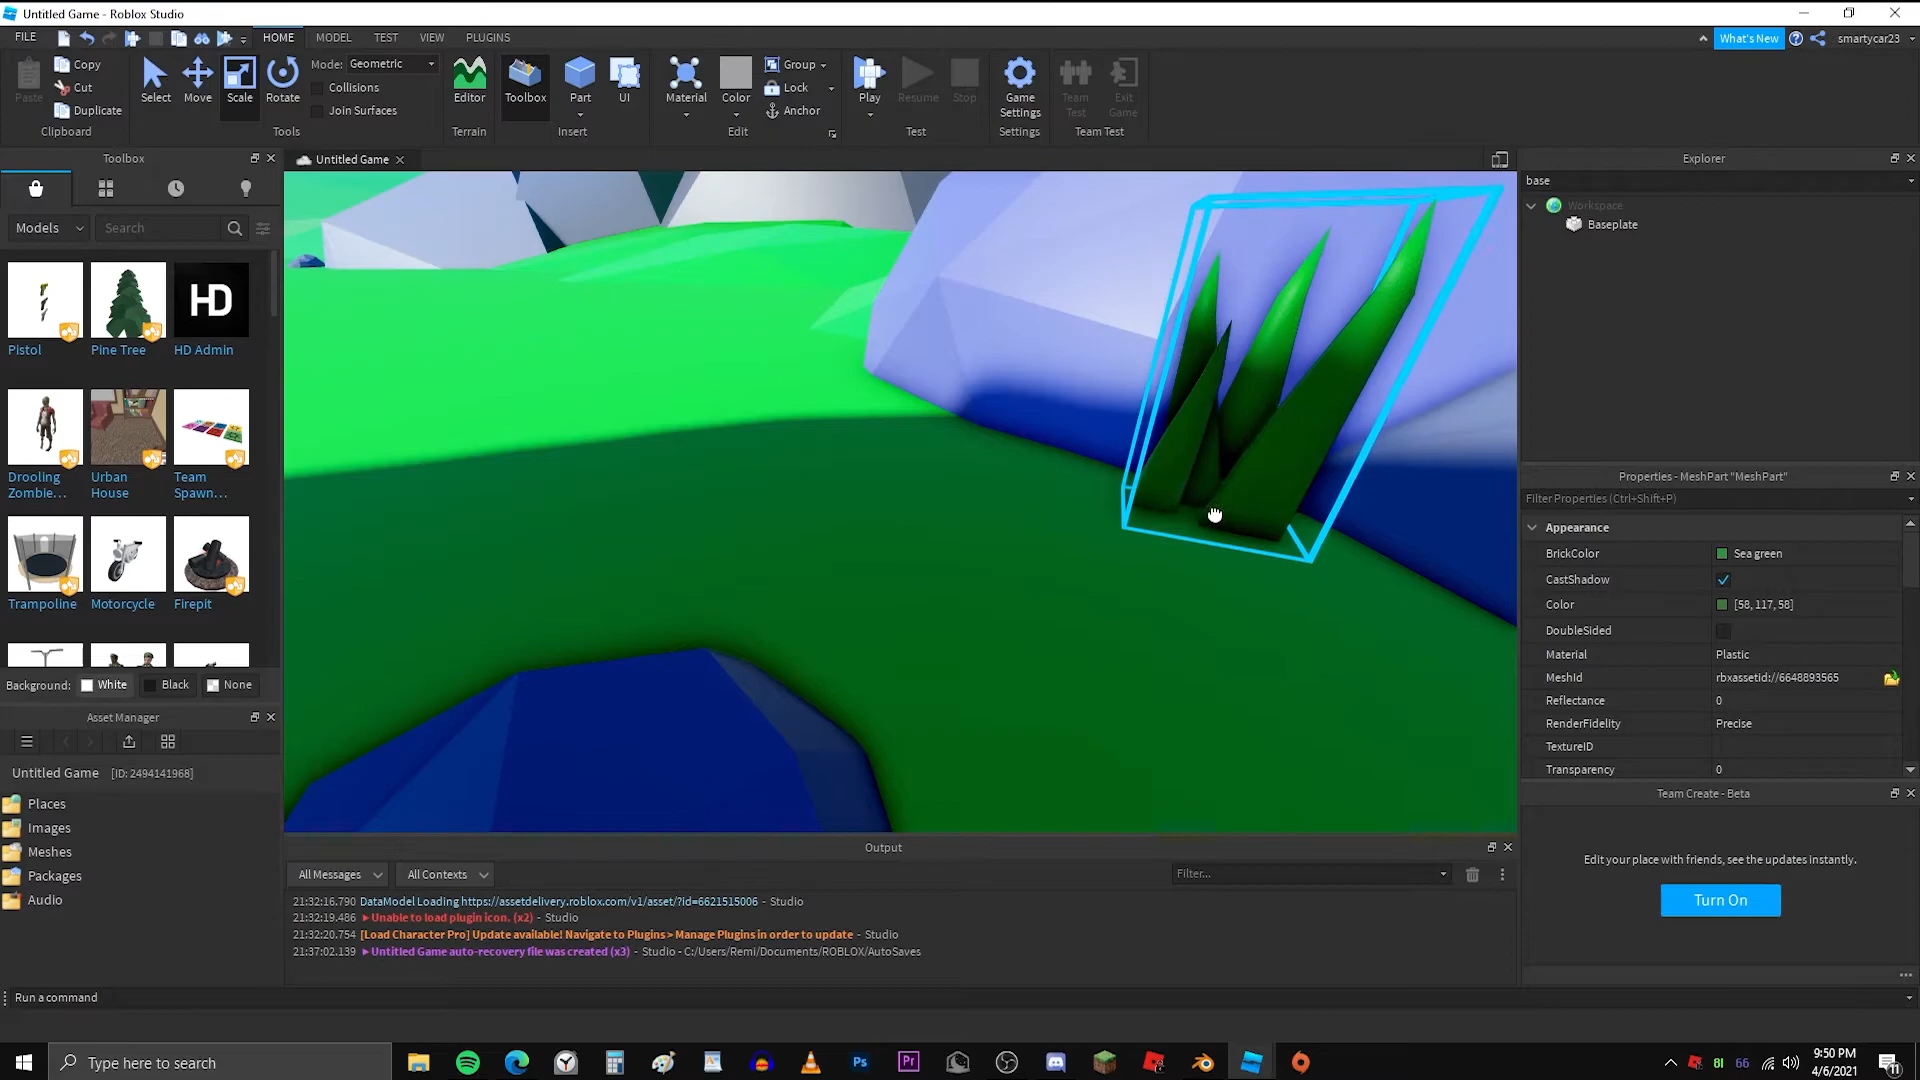 Untitled Game - Roblox Studio
FILE HOME MODEL TEST VIEW PLUGINS What's New smartycar23
Paste Copy Cut Duplicate
Clipboard
Select Move Scale Rotate
Mode: Geometric
Collisions
Join Surfaces
Tools
Editor
Terrain
Toolbox
Part
UI
Insert
Material
Color
Group
Lock
Anchor
Edit
Play Resume Stop
Test
Game Settings
Settings
Team Test
Exit Game
Team Test
Toolbox
Models Search
Pistol Pine Tree HD Admin
HD
Drooling Zombie... Urban House Team Spawn...
Trampoline Motorcycle Firepit
Background: White Black None
Asset Manager
Untitled Game [ID: 2494141968]
Places
Images
Meshes
Packages
Audio
Untitled Game
Output
All Messages All Contexts Filter...
21:32:16.790 DataModel Loading https://assetdelivery.roblox.com/v1/asset/?id=6621515006 - Studio
21:32:19.486 Unable to load plugin icon. (x2) - Studio
21:32:20.754 [Load Character Pro] Update available! Navigate to Plugins > Manage Plugins in order to update - Studio
21:37:02.139 Untitled Game auto-recovery file was created (x3) - Studio - C:/Users/Remi/Documents/ROBLOX/AutoSaves
Explorer
base
Workspace
Baseplate
Properties - MeshPart "MeshPart"
Filter Properties (Ctrl+Shift+P)
Appearance
BrickColor Sea green
CastShadow
Color [58, 117, 58]
DoubleSided
Material Plastic
MeshId rbxassetid://6648893565
Reflectance 0
RenderFidelity Precise
TextureID
Transparency 0
Team Create - Beta
Edit your place with friends, see the updates instantly.
Turn On
Run a command
Type here to search
Ps Pr
8I 66
9:50 PM
4/6/2021
11